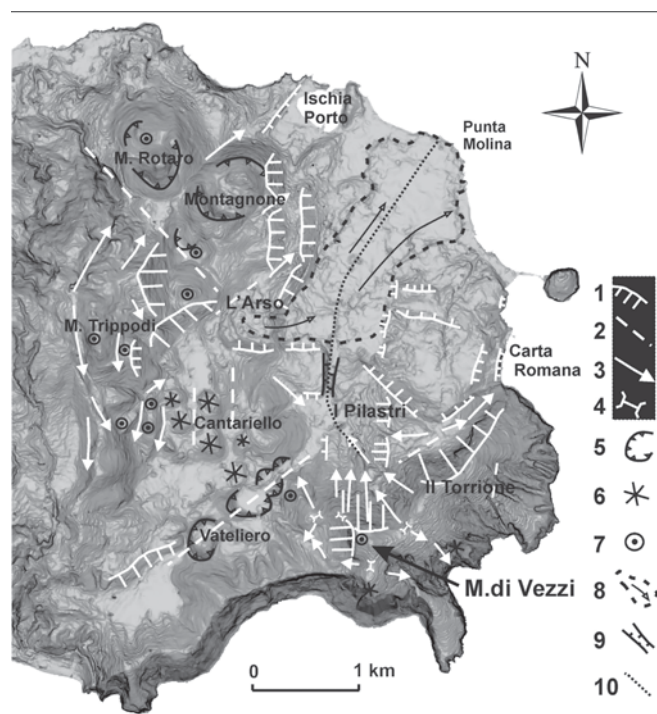 N
Ischia
Porto
Punta
Molina
M. Rotaro
Montagnone
L'Arso
M. Trippodi
Carta
Romana
Cantariello
I Pilastri
Il Torrione
Vateliero
M.di Vezzi
0 1 km
1
2
3
4
5
6
7
8
9
10